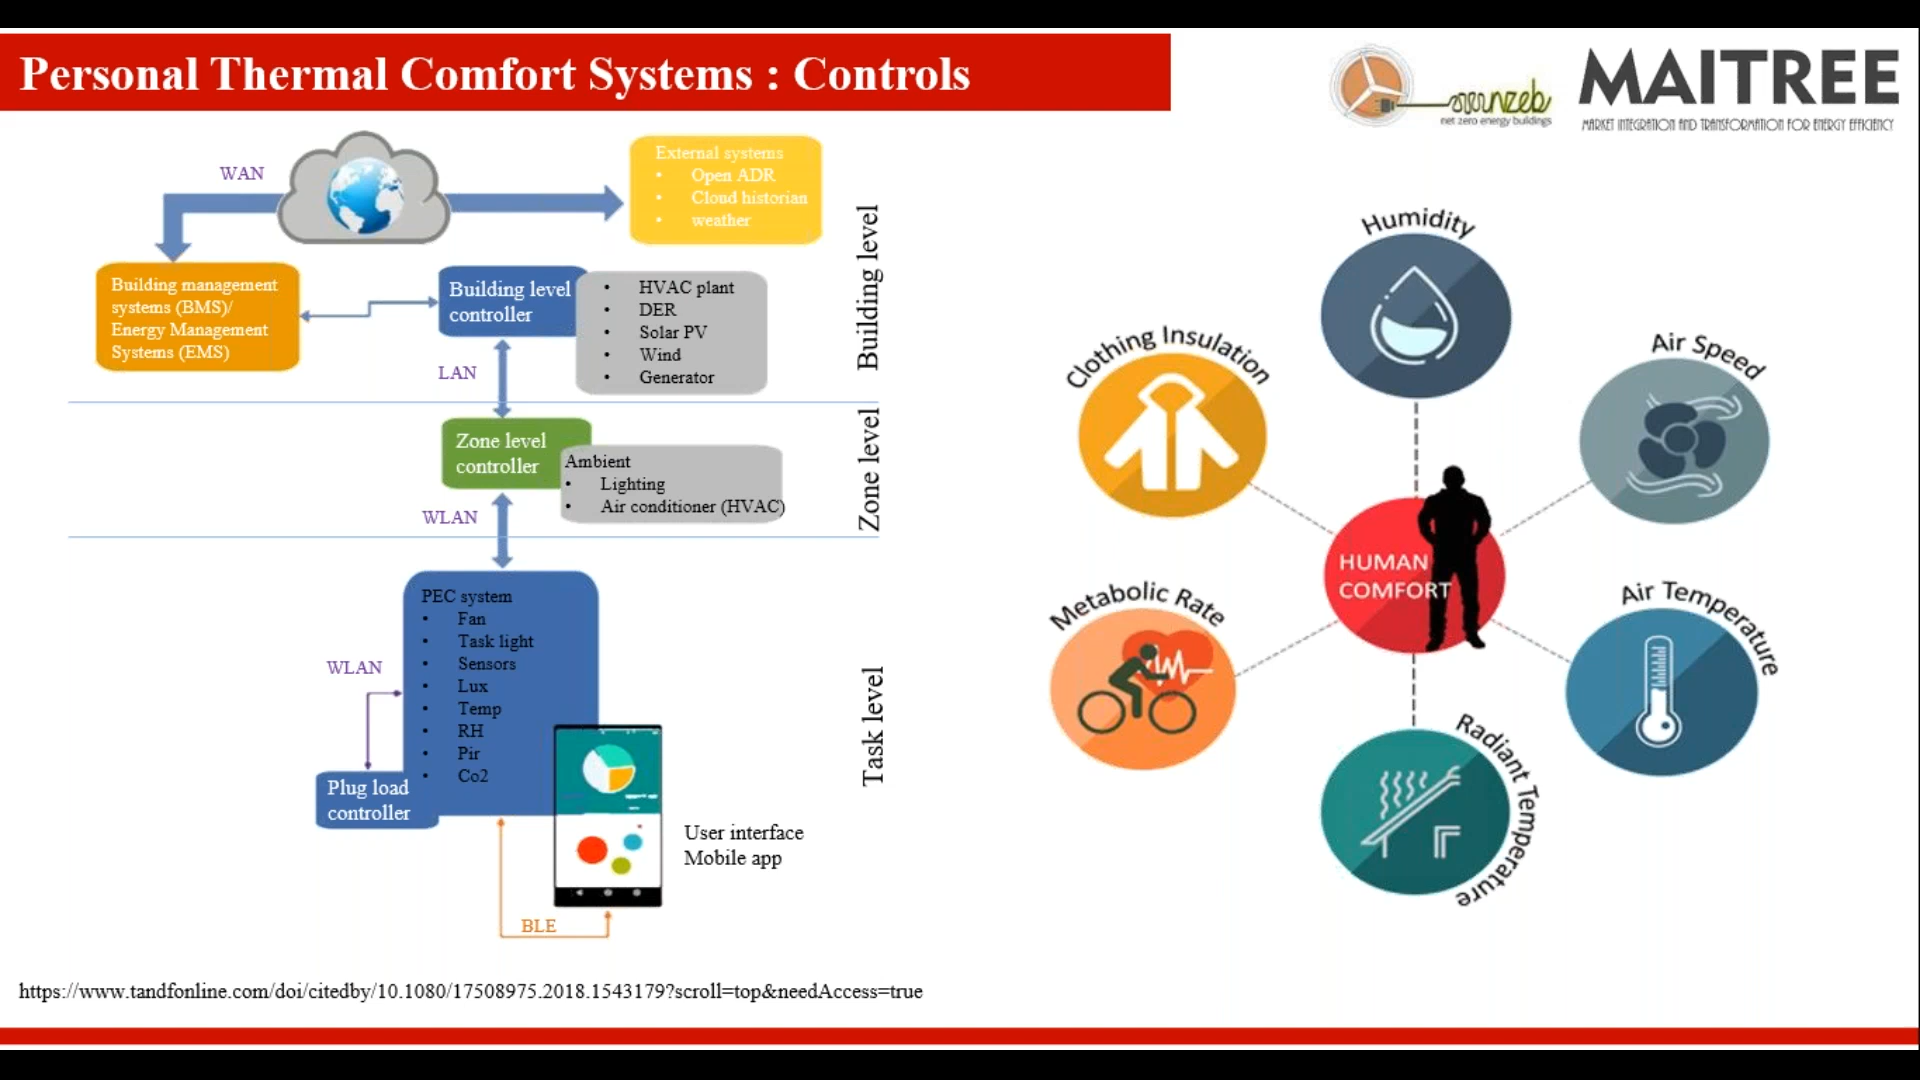 Personal Thermal Comfort Systems : Controls
nzeb
net zero energy buildings
MAITREE
MARKET INTEGRATION AND TRANSFORMATION FOR ENERGY EFFICIENCY
WAN
External systems
• Open ADR
• Cloud historian
• weather
Building level
Building management
systems (BMS)/
Energy Management
Systems (EMS)
Building level
controller
• HVAC plant
• DER
• Solar PV
• Wind
• Generator
LAN
Zone level
Zone level
controller
Ambient
• Lighting
• Air conditioner (HVAC)
WLAN
Task level
PEC system
• Fan
• Task light
• Sensors
• Lux
• Temp
• RH
• Pir
• Co2
WLAN
Plug load
controller
User interface
Mobile app
BLE
Humidity
Clothing Insulation
Air Speed
HUMAN
COMFORT
Metabolic Rate
Air Temperature
Radiant Temperature
https://www.tandfonline.com/doi/citedby/10.1080/17508975.2018.1543179?scroll=top&needAccess=true